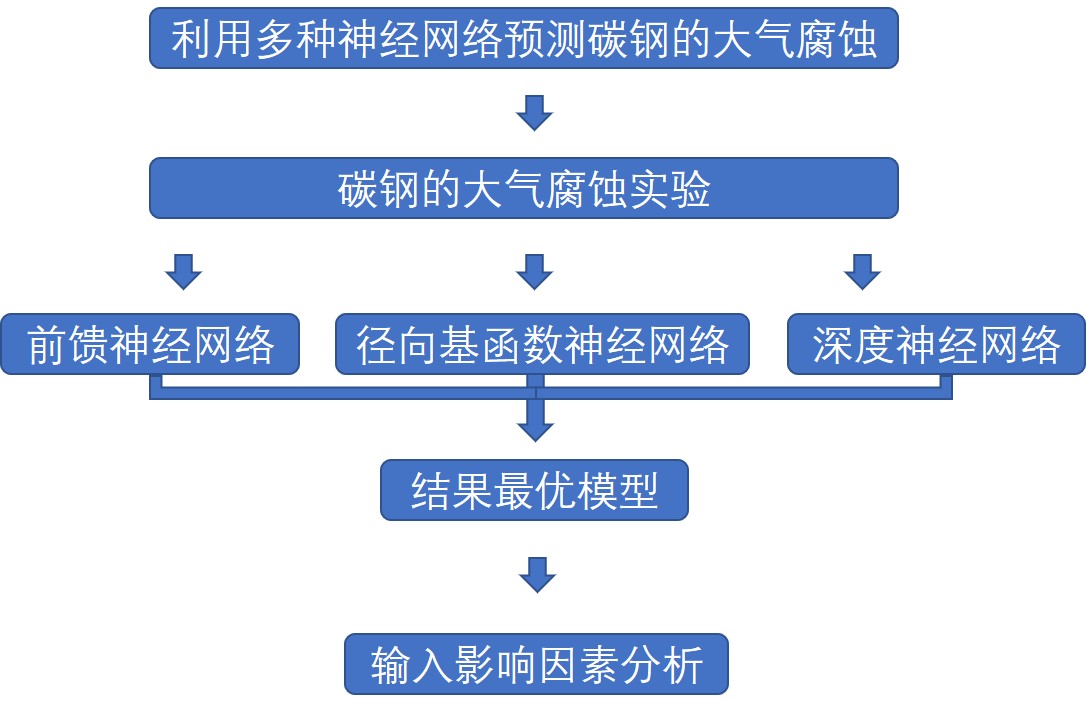 利用多种神经网络预测碳钢的大气腐蚀
碳钢的大气腐蚀实验
前馈神经网络
径向基函数神经网络
深度神经网络
结果最优模型
输入影响因素分析